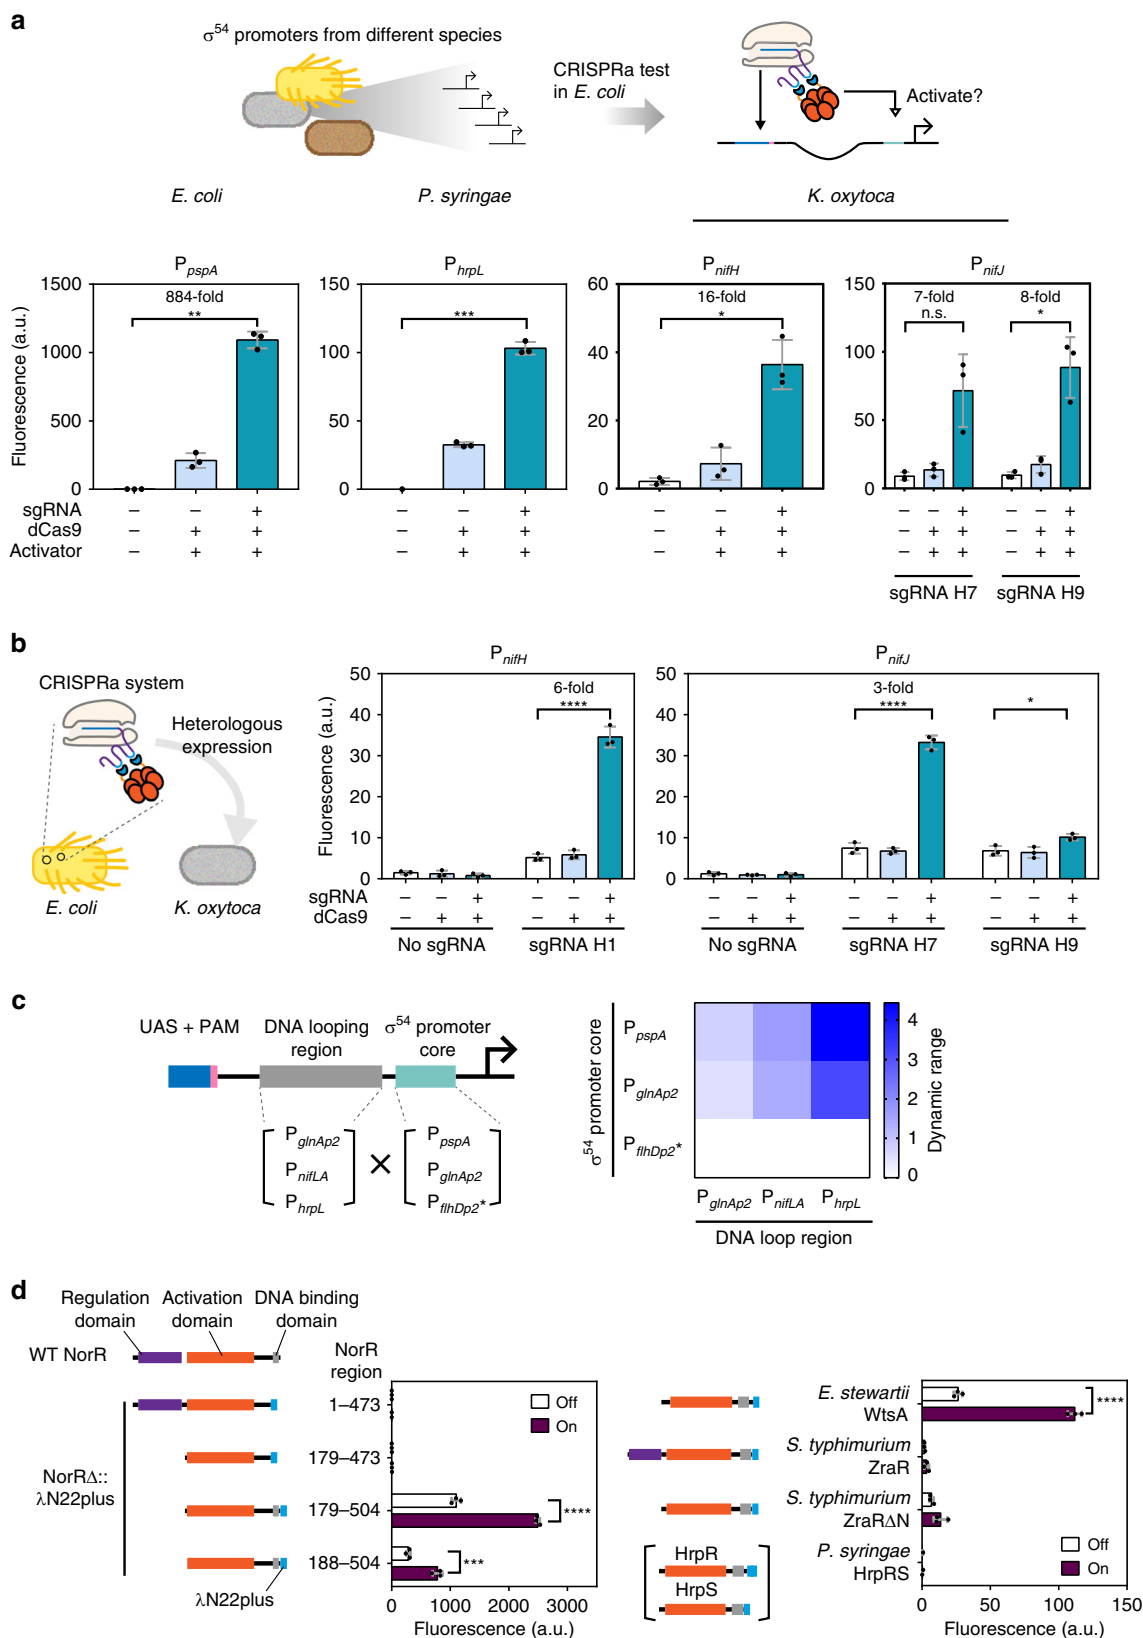 a
σ54 promoters from different species
CRISPRa test
in E. coli
Activate?
E. coli
P. syringae
K. oxytoca
PpspA
PhrpL
PnifH
PnifJ
Fluorescence (a.u.)
1500
1000
500
0
884-fold
**
150
100
50
0
***
60
40
20
0
16-fold
*
150
100
50
0
7-fold
n.s.
8-fold
*
sgRNA – – + – – + – – + – – + – – +
dCas9 – + + – + + – + + – + + – + +
Activator – + + – + + – + + – + + – + +
sgRNA H7
sgRNA H9
b
CRISPRa system
Heterologous
expression
E. coli
K. oxytoca
PnifH
PnifJ
Fluorescence (a.u.)
50
40
30
20
10
0
6-fold
****
50
40
30
20
10
0
3-fold
****
*
sgRNA – – + – – + – – + – – + – – +
dCas9 – + + – + + – + + – + + – + +
No sgRNA
sgRNA H1
No sgRNA
sgRNA H7
sgRNA H9
c
UAS + PAM
DNA looping
region
σ54 promoter
core
PglnAp2
PnifLA
PhrpL
×
PpspA
PglnAp2
PflhDp2*
σ54 promoter core
PpspA
PglnAp2
PflhDp2*
PglnAp2 PnifLA PhrpL
DNA loop region
4
3
2
1
0
Dynamic range
d
Regulation
domain
Activation
domain
DNA binding
domain
WT NorR
NorR
region
NorRΔ::
λN22plus
1–473
179–473
179–504
188–504
λN22plus
Off
On
****
***
0 1000 2000 3000
Fluorescence (a.u.)
HrpR
HrpS
E. stewartii
WtsA
S. typhimurium
ZraR
S. typhimurium
ZraRΔN
P. syringae
HrpRS
****
Off
On
0 50 100 150
Fluorescence (a.u.)